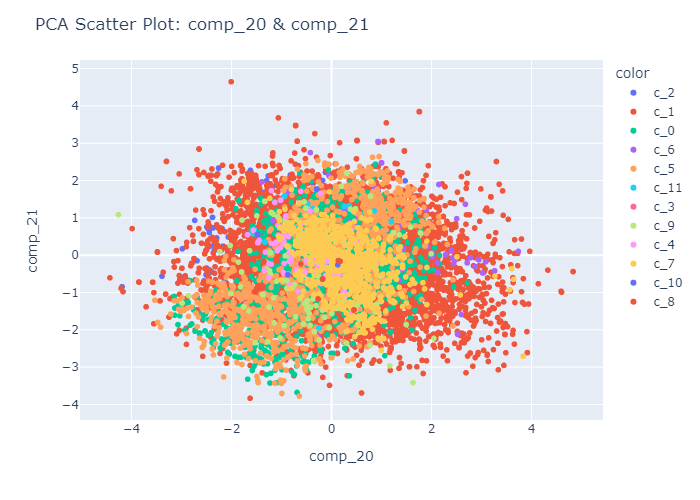 PCA Scatter Plot: comp_20 & comp_21
color
c_2
c_1
c_0
c_6
c_5
c_11
c_3
c_9
c_4
c_7
c_10
c_8
5
4
3
2
1
0
−1
−2
−3
−4
comp_21
−4
−2
0
2
4
comp_20